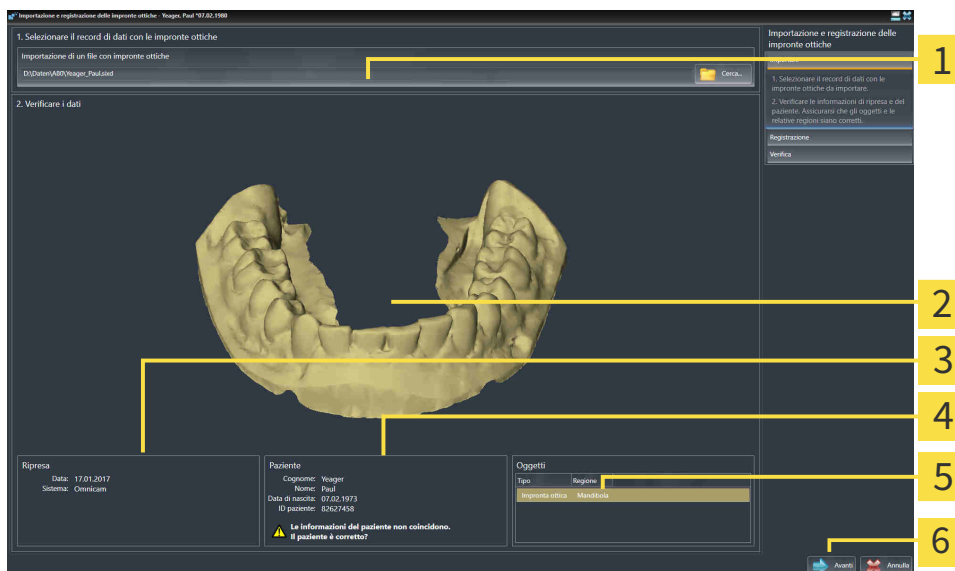 Importazione e registrazione delle impronte ottiche - Yeager, Paul *07.02.1980
1. Selezionare il record di dati con le impronte ottiche
Importazione di un file con impronte ottiche
D:\Daten\A80\Yeager_Paul.sixd
Cerca...
2. Verificare i dati
Ripresa
Data: 17.01.2017
Sistema: Omnicam
Paziente
Cognome: Yeager
Nome: Paul
Data di nascita: 07.02.1973
ID paziente: 82627458
Le informazioni del paziente non coincidono.
Il paziente è corretto?
Oggetti
Tipo Regione
Impronta ottica Mandibola
Importazione e registrazione delle
impronte ottiche
1. Selezionare il record di dati con le
impronte ottiche da importare.
2. Verificare le informazioni di ripresa e del
paziente. Assicurarsi che gli oggetti e le
relative regioni siano corretti.
Registrazione
Verifica
Avanti
Annulla
1
2
3
4
5
6